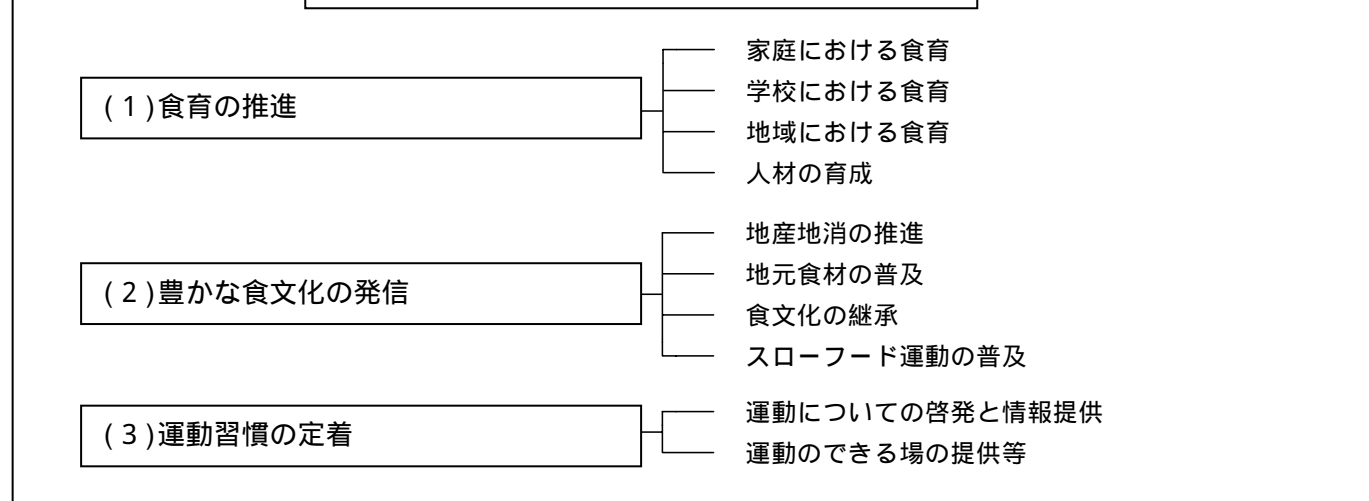 (1)食育の推進
家庭における食育
学校における食育
地域における食育
人材の育成
(2)豊かな食文化の発信
地産地消の推進
地元食材の普及
食文化の継承
スローフード運動の普及
(3)運動習慣の定着
運動についての啓発と情報提供
運動のできる場の提供等